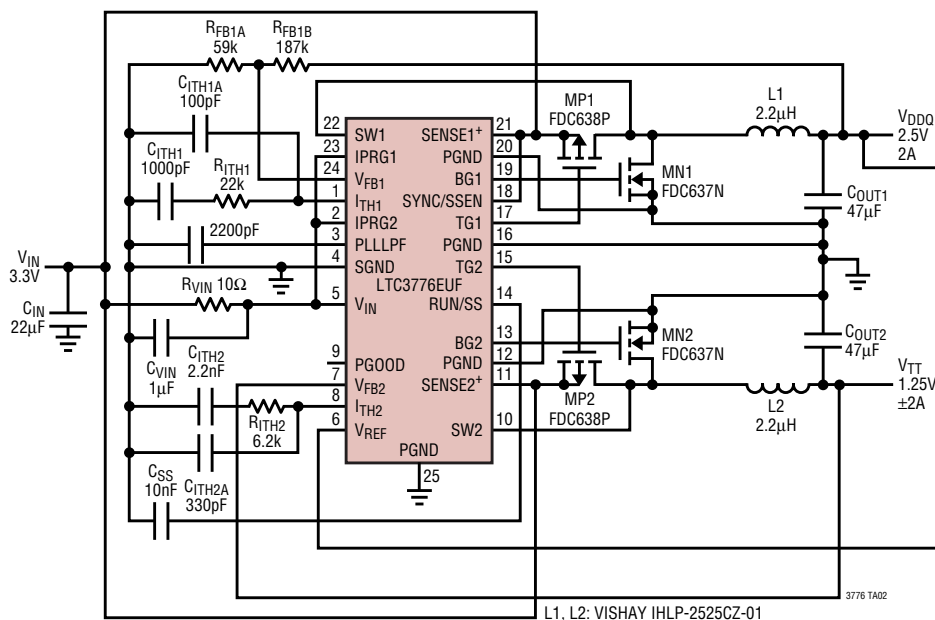 RFB1A
59k
RFB1B
187k
CITH1A
100pF
CITH1
1000pF
RITH1
22k
2200pF
VIN
3.3V
CIN
22μF
RVIN 10Ω
CVIN
1μF
CITH2
2.2nF
RITH2
6.2k
CSS
10nF
CITH2A
330pF
22 SW1
23 IPRG1
24 VFB1
1 ITH1
2 IPRG2
3 PLLLPF
4 SGND
5 VIN
9 PGOOD
7 VFB2
8 ITH2
6 VREF
LTC3776EUF
SENSE1+ 21
PGND 20
BG1 19
SYNC/SSEN 18
TG1 17
PGND 16
TG2 15
RUN/SS 14
BG2 13
PGND 12
SENSE2+ 11
SW2 10
PGND
25
MP1
FDC638P
MN1
FDC637N
L1
2.2μH
VDDQ
2.5V
2A
COUT1
47μF
MN2
FDC637N
MP2
FDC638P
COUT2
47μF
L2
2.2μH
VTT
1.25V
±2A
3776 TA02
L1, L2: VISHAY IHLP-2525CZ-01